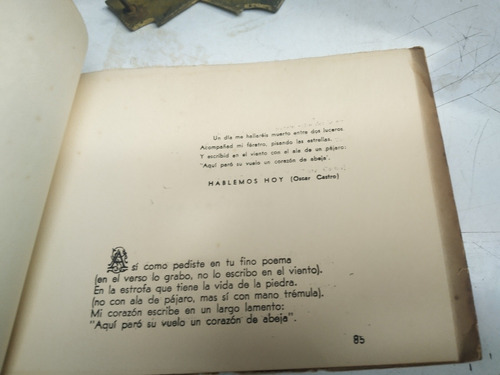 Un día me hallaréis muerto entre dos luceros
Acompañad mi féretro, pisando las estrellas.
Y escribid en el viento con el ala de un pájaro:
"Aquí paró su vuelo un corazón de abeja".
HABLEMOS HOY (Oscar Castro)
Así como pediste en tu fino poema
(en el verso lo grabo, no lo escribo en el viento).
En la estrofa que tiene la vida de la piedra.
(no con ala de pájaro, mas sí con mano trémula).
Mi corazón escribe en un largo lamento:
"Aquí paró su vuelo un corazón de abeja".
85